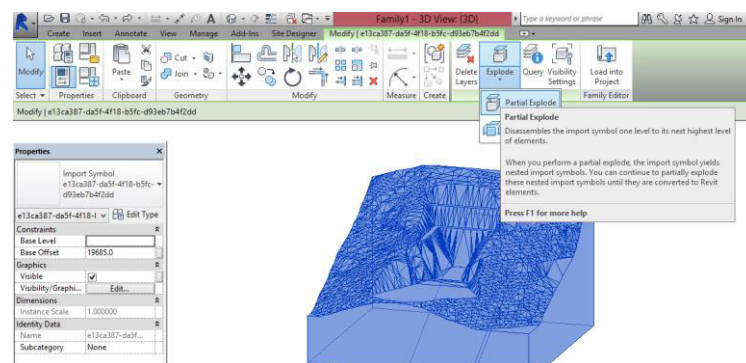 Family1 - 3D View: {3D}
Type a keyword or phrase
Sign In
Create Insert Annotate View Manage Add-Ins Site Designer Modify | e13ca387-da5f-4f18-b5fc-d93eb7b4f2dd
Modify
Paste
Cut
Join
Delete Layers
Explode
Query
Visibility Settings
Load into Project
Select Properties Clipboard Geometry Modify Measure Create Family Editor
Modify | e13ca387-da5f-4f18-b5fc-d93eb7b4f2dd
Partial Explode
Partial Explode
Disassembles the import symbol one level to its next highest level
of elements.
When you perform a partial explode, the import symbol yields
nested import symbols. You can continue to partially explode
these nested import symbols until they are converted to Revit
elements.
Press F1 for more help
Properties
Import Symbol
e13ca387-da5f-4f18-b5fc-
d93eb7b4f2dd
e13ca387-da5f-4f18-l Edit Type
Constraints
Base Level
Base Offset 19685.0
Graphics
Visible
Visibility/Graphi... Edit...
Dimensions
Instance Scale 1.000000
Identity Data
Name e13ca387-da5f...
Subcategory None